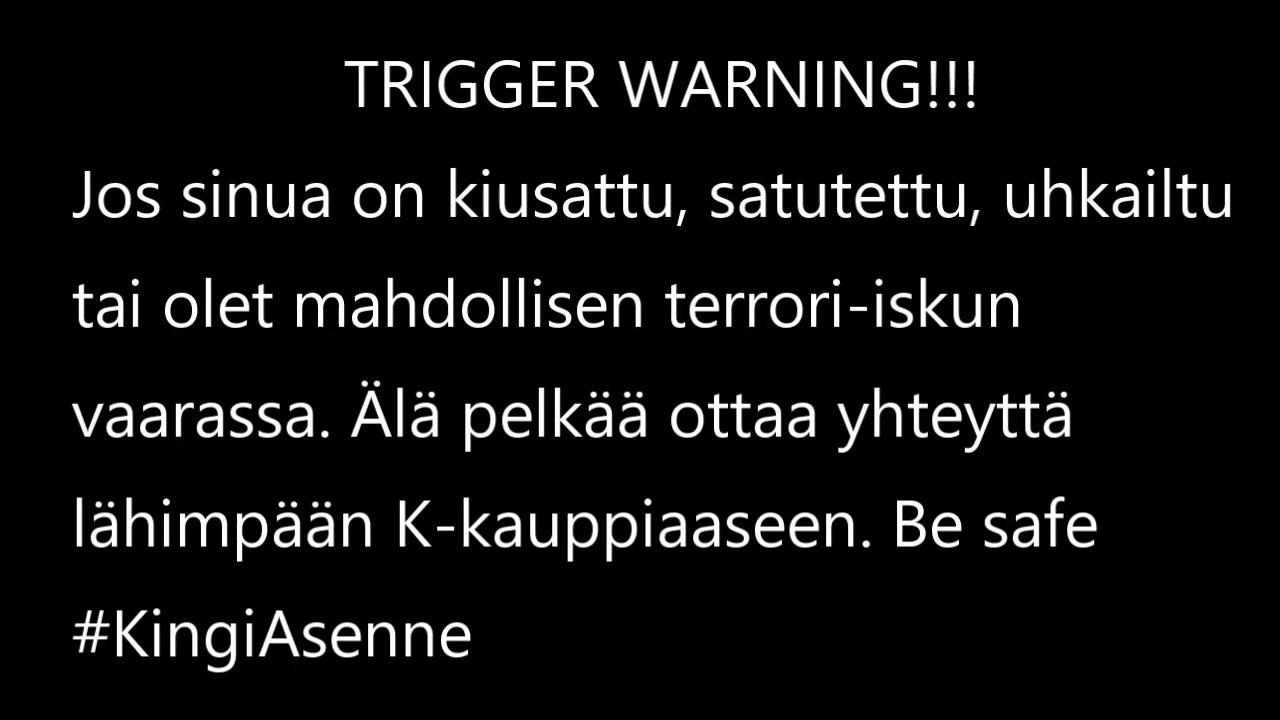 TRIGGER WARNING!!!
Jos sinua on kiusattu, satutettu, uhkailtu
tai olet mahdollisen terrori-iskun
vaarassa. Älä pelkää ottaa yhteyttä
lähimpään K-kauppiaaseen. Be safe
#KingiAsenne